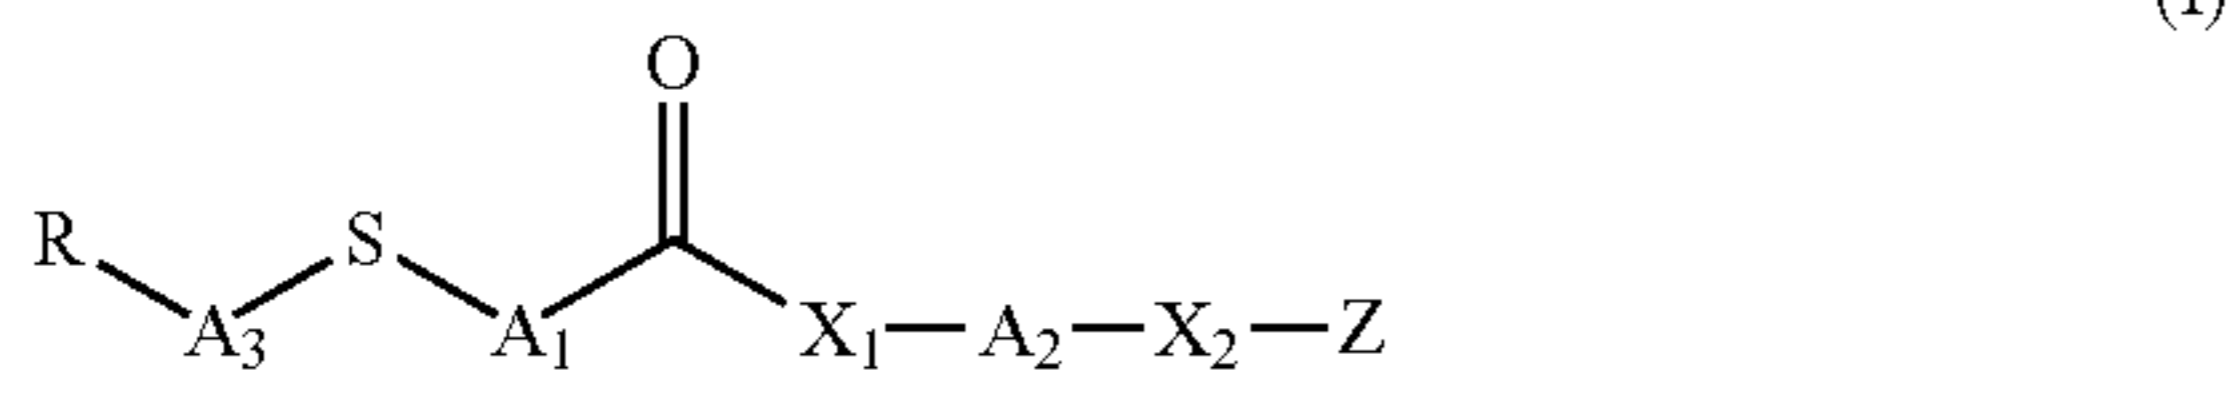 (I)
O
R S
A₃ A₁ X₁—A₂—X₂—Z